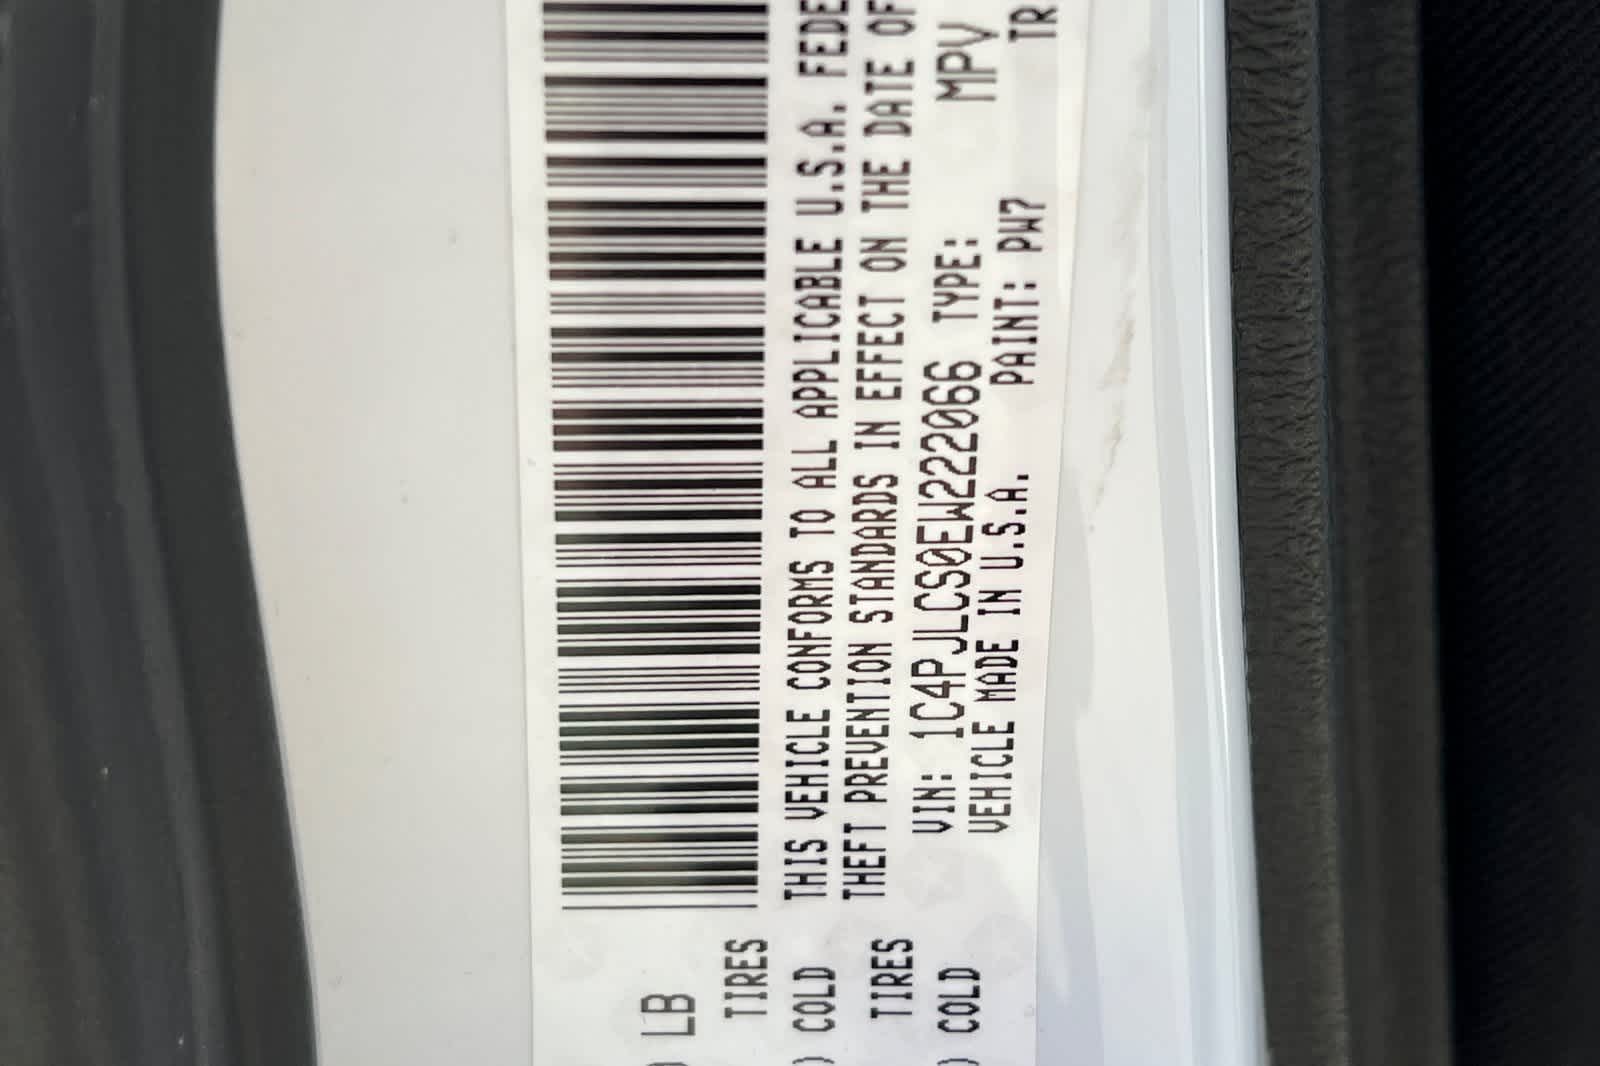 THIS VEHICLE CONFORMS TO ALL APPLICABLE U.S.A. FEDE
THEFT PREVENTION STANDARDS IN EFFECT ON THE DATE OF
VIN: 1C4PJLCS0EW222066 TYPE: MPV
VEHICLE MADE IN U.S.A. PAINT: PW7 TR
LB
TIRES
) COLD
TIRES
) COLD